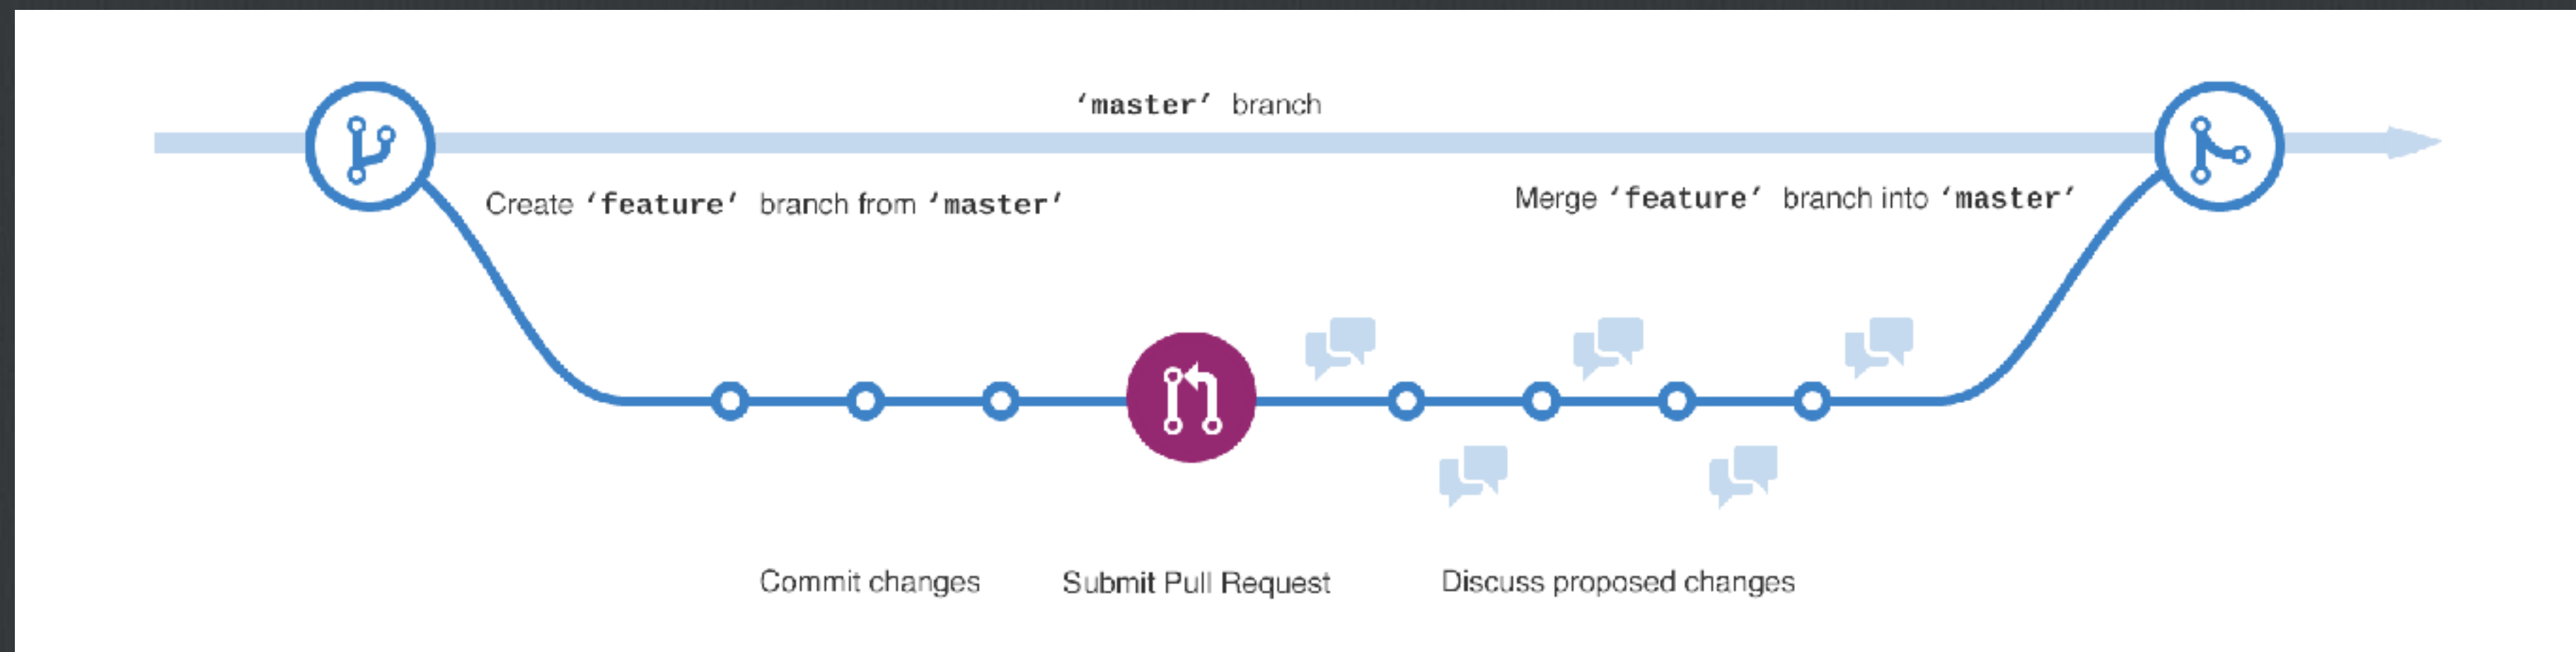 ‘master’ branch
Create ‘feature’ branch from ‘master’
Merge ‘feature’ branch into ‘master’
Commit changes
Submit Pull Request
Discuss proposed changes